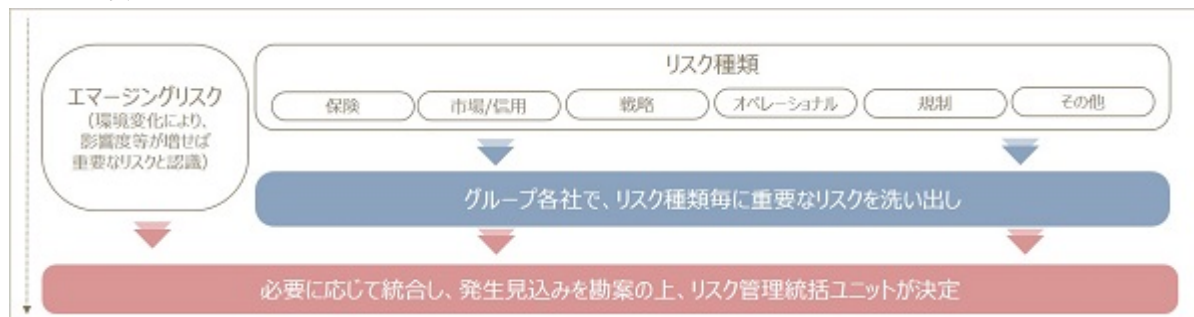 リスク種類
エマージングリスク
(環境変化により、
影響度等が増せば
重要なリスクと認識)
保険
市場/信用
戦略
オペレーショナル
規制
その他
グループ各社で、リスク種類毎に重要なリスクを洗い出し
必要に応じて統合し、発生見込みを勘案の上、リスク管理統括ユニットが決定